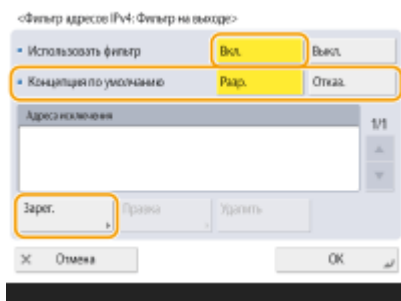 <Фильтр адресов IPv4: Фильтр на выходе>
Использовать фильтр Вкл. Выкл.
Концепция по умолчанию Разр. Отказ.
Адреса исключения
1/1
Зарег. Правка Удалить
Отмена OK